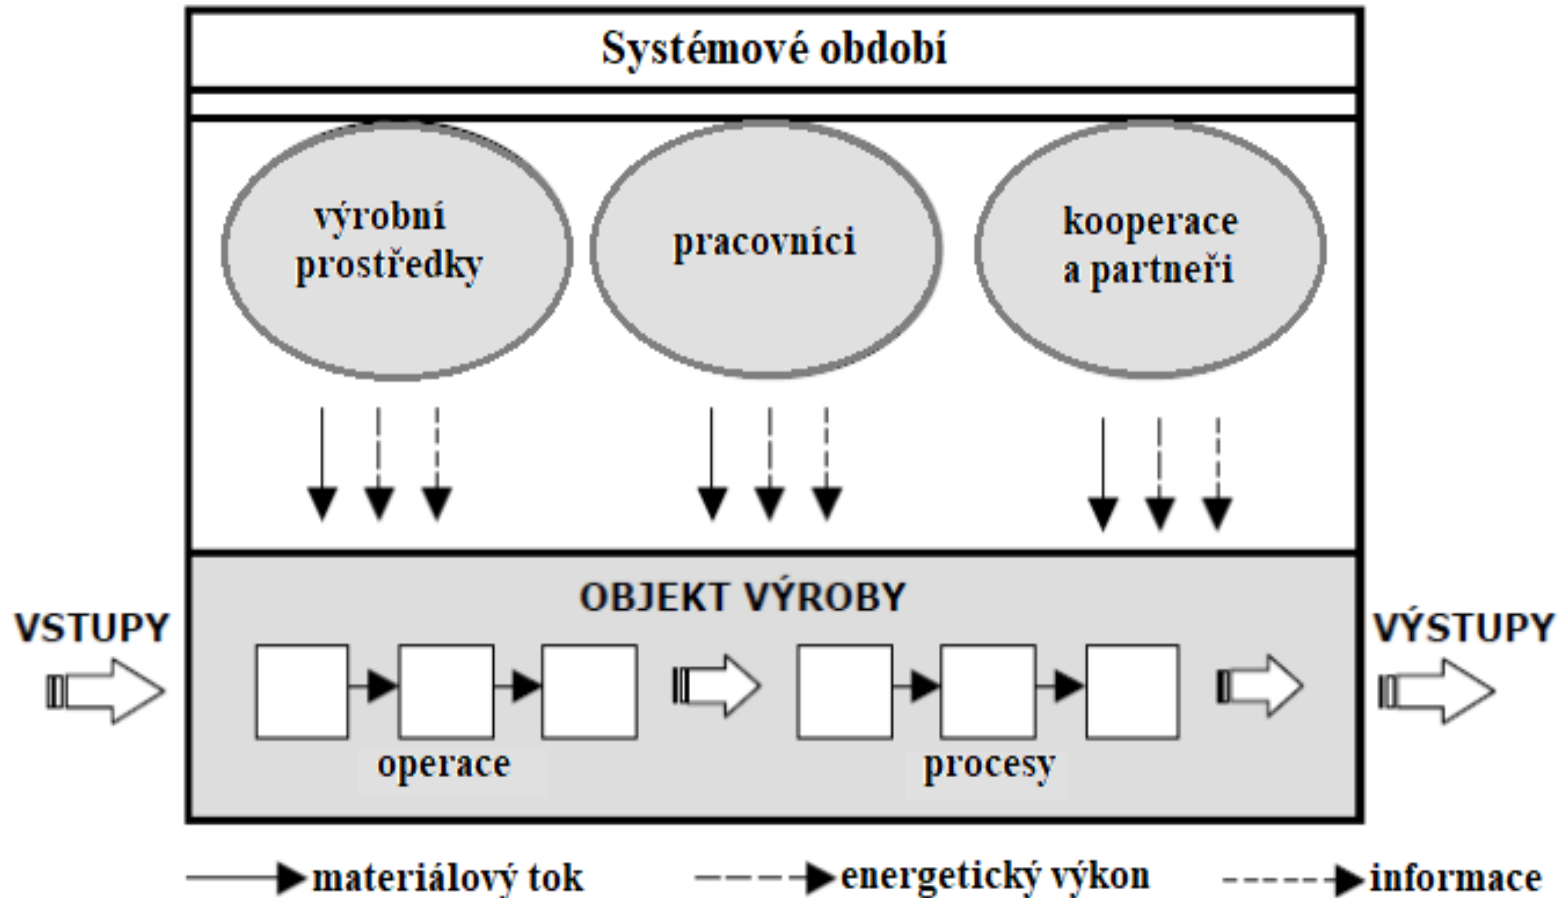 Systémové období
výrobní
prostředky
pracovníci
kooperace
a partneři
OBJEKT VÝROBY
VSTUPY
VÝSTUPY
operace
procesy
materiálový tok
energetický výkon
informace